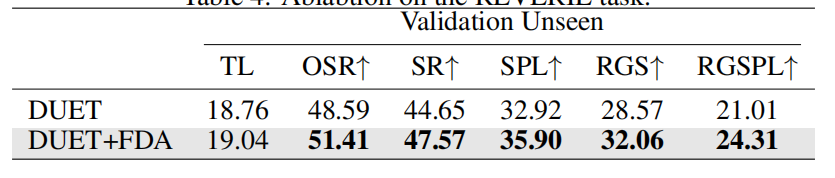 Table 4: Ablabtion on the REVERIE task.
Validation Unseen
TL OSR↑ SR↑ SPL↑ RGS↑ RGSPL↑
DUET 18.76 48.59 44.65 32.92 28.57 21.01
DUET+FDA 19.04 51.41 47.57 35.90 32.06 24.31